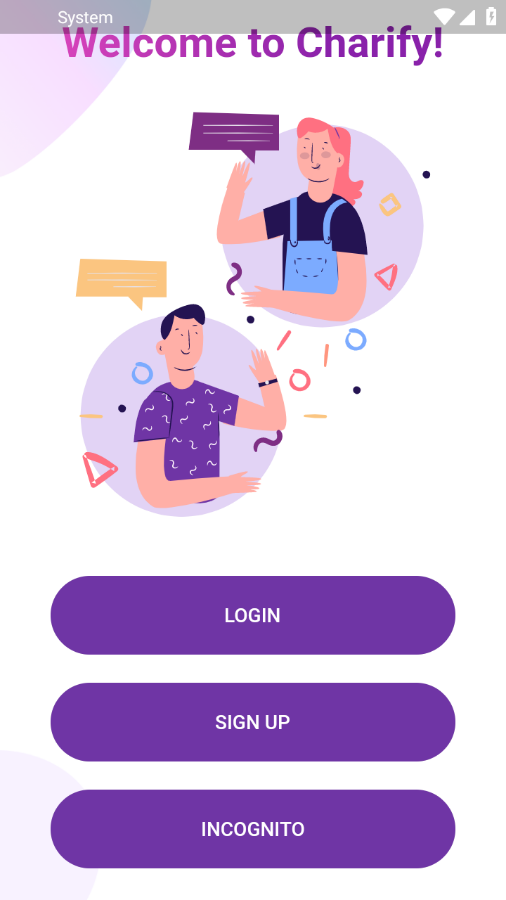 System
Welcome to Charify!
LOGIN
SIGN UP
INCOGNITO